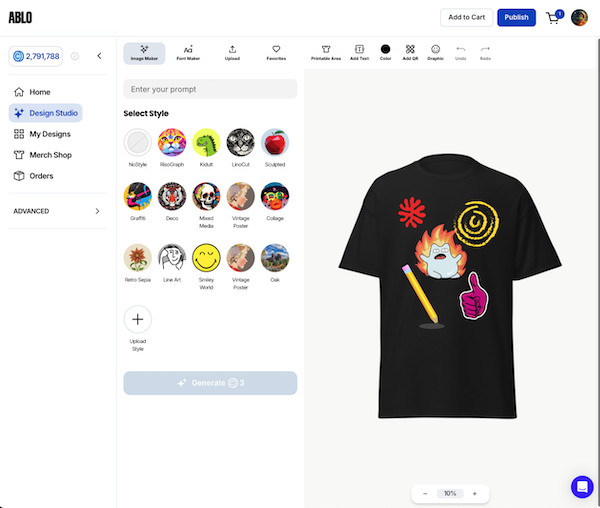 ABLO
Add to Cart
Publish
1
2,791,788
Home
Design Studio
My Designs
Merch Shop
Orders
ADVANCED
Image Maker
Font Maker
Upload
Favorites
Enter your prompt
Select Style
NoStyle
RisoGraph
Kidult
LinoCut
Sculpted
Graffiti
Deco
Mixed Media
Vintage Poster
Collage
Retro Sepia
Line Art
Smiley World
Vintage Poster
Oak
Upload Style
Generate 3
Printable Area
Add Text
Color
Add QR
Graphic
Undo
Redo
− 10% +